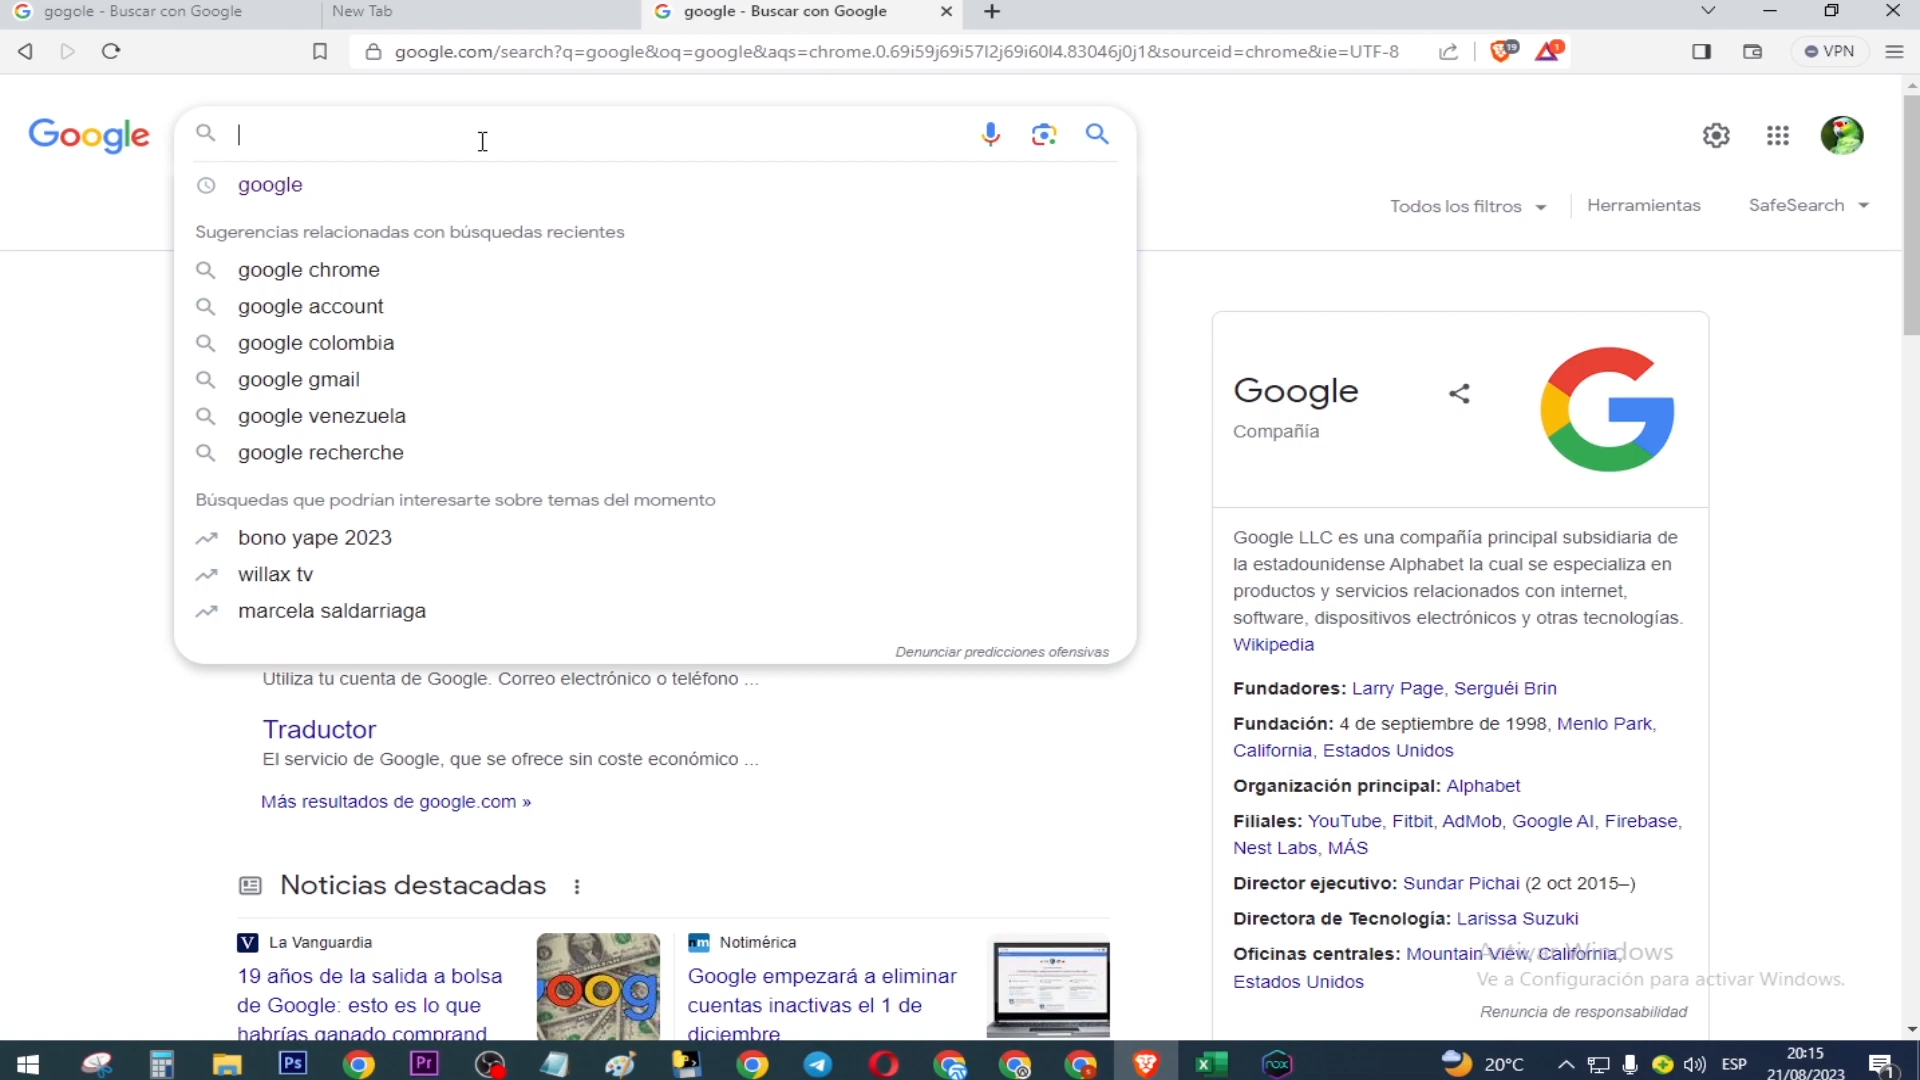 gogole - Buscar con Google
New Tab
google - Buscar con Google
google.com/search?q=google&oq=google&aqs=chrome.0.69i59j69i57l2j69i60l4.83046j0j1&sourceid=chrome&ie=UTF-8
19
1
VPN
Google
google
Sugerencias relacionadas con búsquedas recientes
google chrome
google account
google colombia
google gmail
google venezuela
google recherche
Búsquedas que podrían interesarte sobre temas del momento
bono yape 2023
willax tv
marcela saldarriaga
Denunciar predicciones ofensivas
Todos los filtros
Herramientas
SafeSearch
Utiliza tu cuenta de Google. Correo electrónico o teléfono ...
Traductor
El servicio de Google, que se ofrece sin coste económico ...
Más resultados de google.com »
Noticias destacadas
La Vanguardia
19 años de la salida a bolsa
de Google: esto es lo que
habrías ganado comprand
Notimérica
Google empezará a eliminar
cuentas inactivas el 1 de
diciembre
Google
Compañía
Google LLC es una compañía principal subsidiaria de
la estadounidense Alphabet la cual se especializa en
productos y servicios relacionados con internet,
software, dispositivos electrónicos y otras tecnologías.
Wikipedia
Fundadores: Larry Page, Serguéi Brin
Fundación: 4 de septiembre de 1998, Menlo Park,
California, Estados Unidos
Organización principal: Alphabet
Filiales: YouTube, Fitbit, AdMob, Google AI, Firebase,
Nest Labs, MÁS
Director ejecutivo: Sundar Pichai (2 oct 2015–)
Directora de Tecnología: Larissa Suzuki
Oficinas centrales: Mountain View, California,
Estados Unidos
Activar Windows
Ve a Configuración para activar Windows.
Renuncia de responsabilidad
Ps
Pr
nox
20°C
ESP
20:15
21/08/2023
1